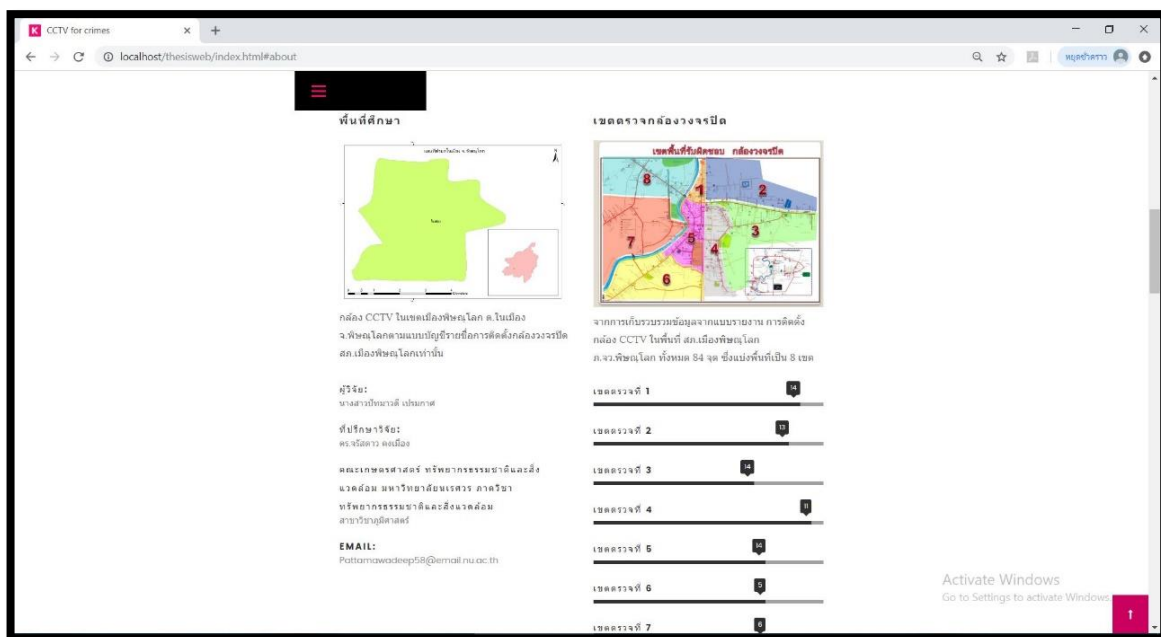 CCTV for crimes
localhost/thesisweb/index.html#about
หยุดชั่วคราว
พื้นที่ศึกษา
กล้อง CCTV ในเขตเมืองพิษณุโลก ต.ในเมือง
จ.พิษณุโลกตามแบบบัญชีรายชื่อการติดตั้งกล้องวงจรปิด
สภ.เมืองพิษณุโลกเท่านั้น
ผู้วิจัย:
นางสาวปัทมาวดี เปรมกาศ
ที่ปรึกษาวิจัย:
ดร.จรัสดาว คงเมือง
คณะเกษตรศาสตร์ ทรัพยากรธรรมชาติและสิ่ง
แวดล้อม มหาวิทยาลัยนเรศวร ภาควิชา
ทรัพยากรธรรมชาติและสิ่งแวดล้อม
สาขาวิชาภูมิศาสตร์
EMAIL:
Pattamawadeep58@email.nu.ac.th
เขตตรวจกล้องวงจรปิด
เขตพื้นที่รับผิดชอบ กล้องวงจรปิด
8
1
2
3
7
5
4
6
จากการเก็บรวบรวมข้อมูลจากแบบรายงาน การติดตั้ง
กล้อง CCTV ในพื้นที่ สภ.เมืองพิษณุโลก
ภ.จว.พิษณุโลก ทั้งหมด 84 จุด ซึ่งแบ่งพื้นที่เป็น 8 เขต
เขตตรวจที่ 1 14
เขตตรวจที่ 2 13
เขตตรวจที่ 3 14
เขตตรวจที่ 4 11
เขตตรวจที่ 5 14
เขตตรวจที่ 6 5
เขตตรวจที่ 7 6
Activate Windows
Go to Settings to activate Windows.